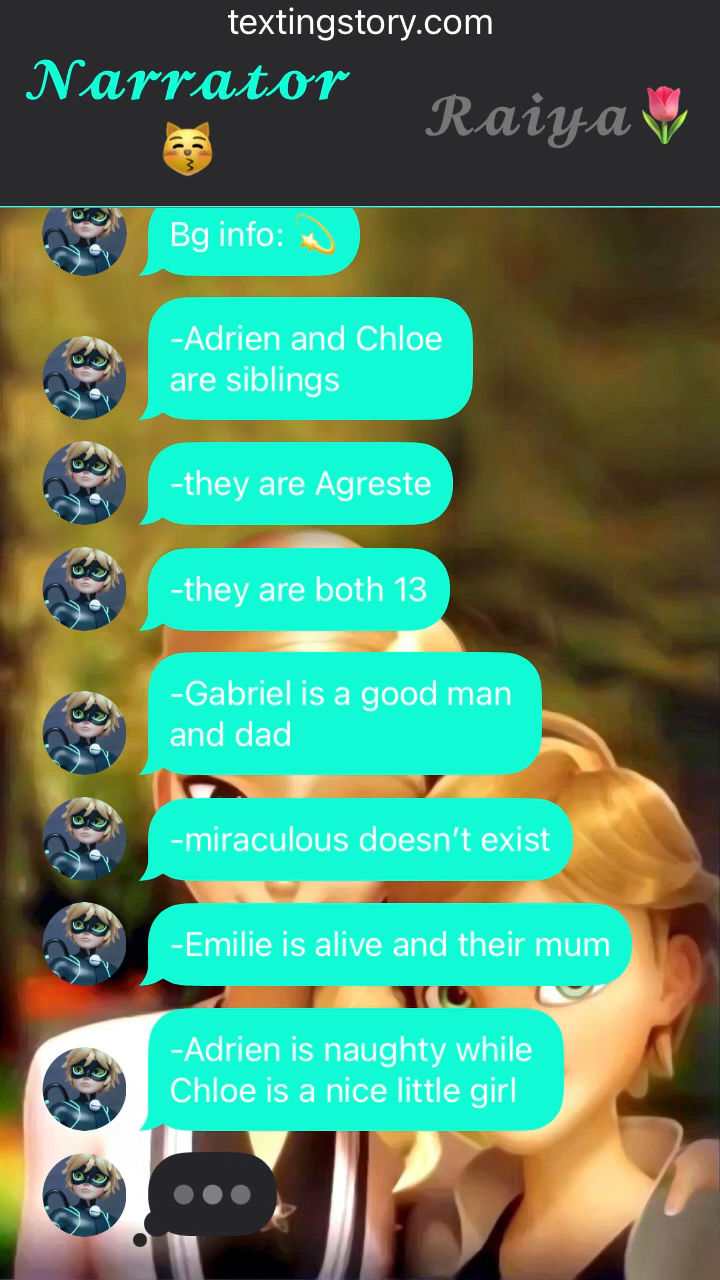 textingstory.com
Narrator
😽
Raiya🌷
Bg info: 💫
-Adrien and Chloe
are siblings
-they are Agreste
-they are both 13
-Gabriel is a good man
and dad
-miraculous doesn’t exist
-Emilie is alive and their mum
-Adrien is naughty while
Chloe is a nice little girl